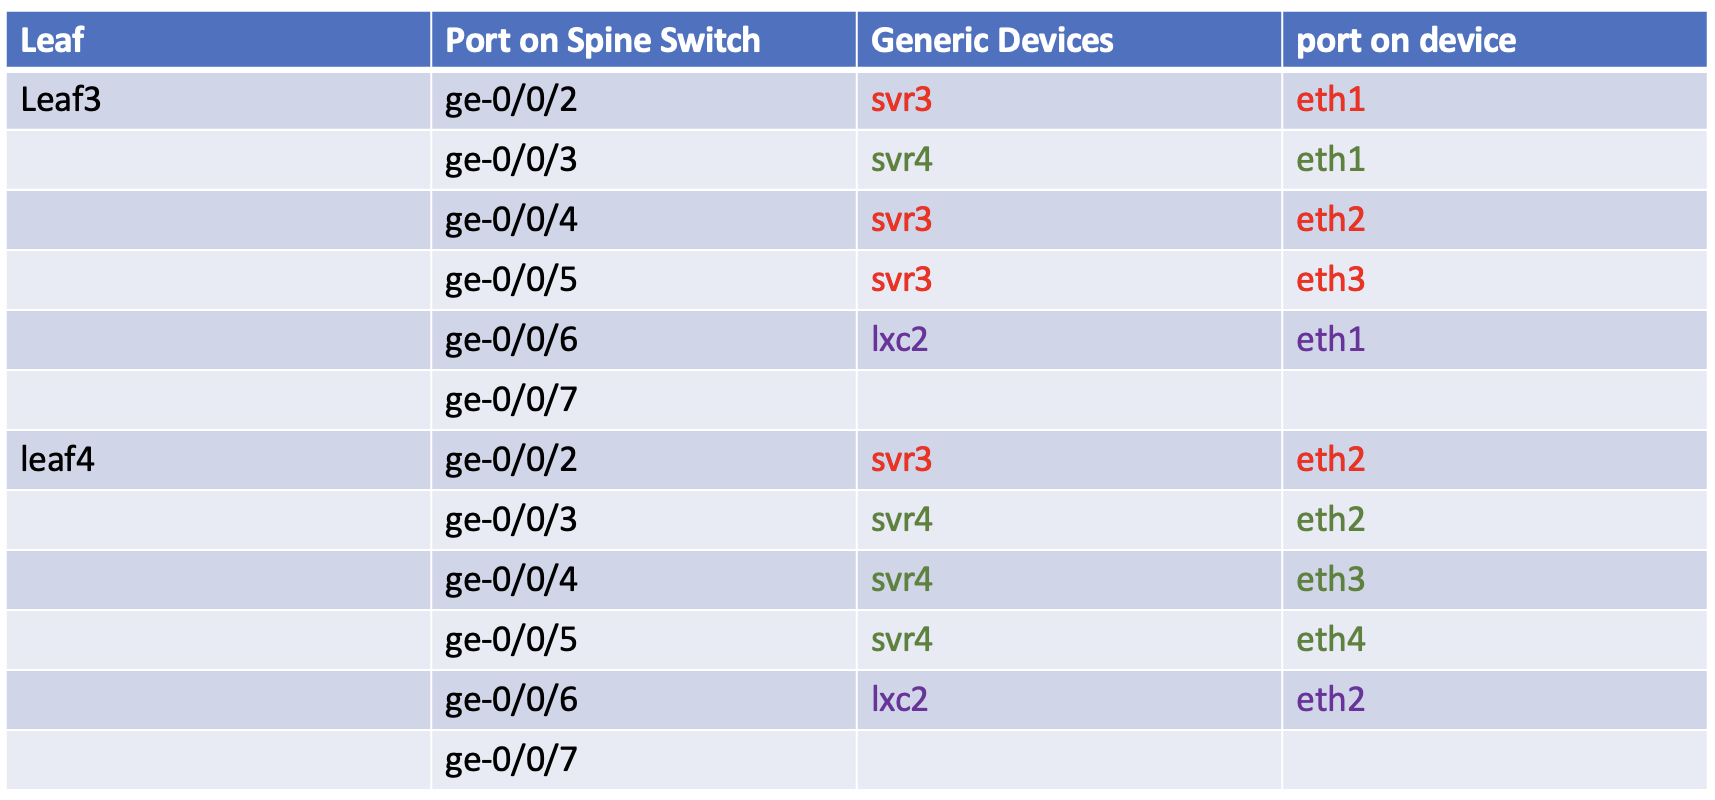 Leaf Port on Spine Switch Generic Devices port on device
Leaf3 ge-0/0/2 svr3 eth1
ge-0/0/3 svr4 eth1
ge-0/0/4 svr3 eth2
ge-0/0/5 svr3 eth3
ge-0/0/6 lxc2 eth1
ge-0/0/7
leaf4 ge-0/0/2 svr3 eth2
ge-0/0/3 svr4 eth2
ge-0/0/4 svr4 eth3
ge-0/0/5 svr4 eth4
ge-0/0/6 lxc2 eth2
ge-0/0/7